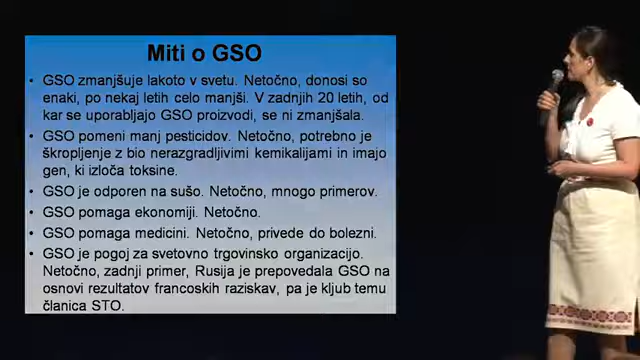 Miti o GSO
• GSO zmanjšuje lakoto v svetu. Netočno, donosi so
enaki, po nekaj letih celo manjši. V zadnjih 20 letih, od
kar se uporabljajo GSO proizvodi, se ni zmanjšala.
• GSO pomeni manj pesticidov. Netočno, potrebno je
škropljenje z bio nerazgradljivimi kemikalijami in imajo
gen, ki izloča toksine.
• GSO je odporen na sušo. Netočno, mnogo primerov.
• GSO pomaga ekonomiji. Netočno.
• GSO pomaga medicini. Netočno, privede do bolezni.
• GSO je pogoj za svetovno trgovinsko organizacijo.
Netočno, zadnji primer, Rusija je prepovedala GSO na
osnovi rezultatov francoskih raziskav, pa je kljub temu
članica STO.